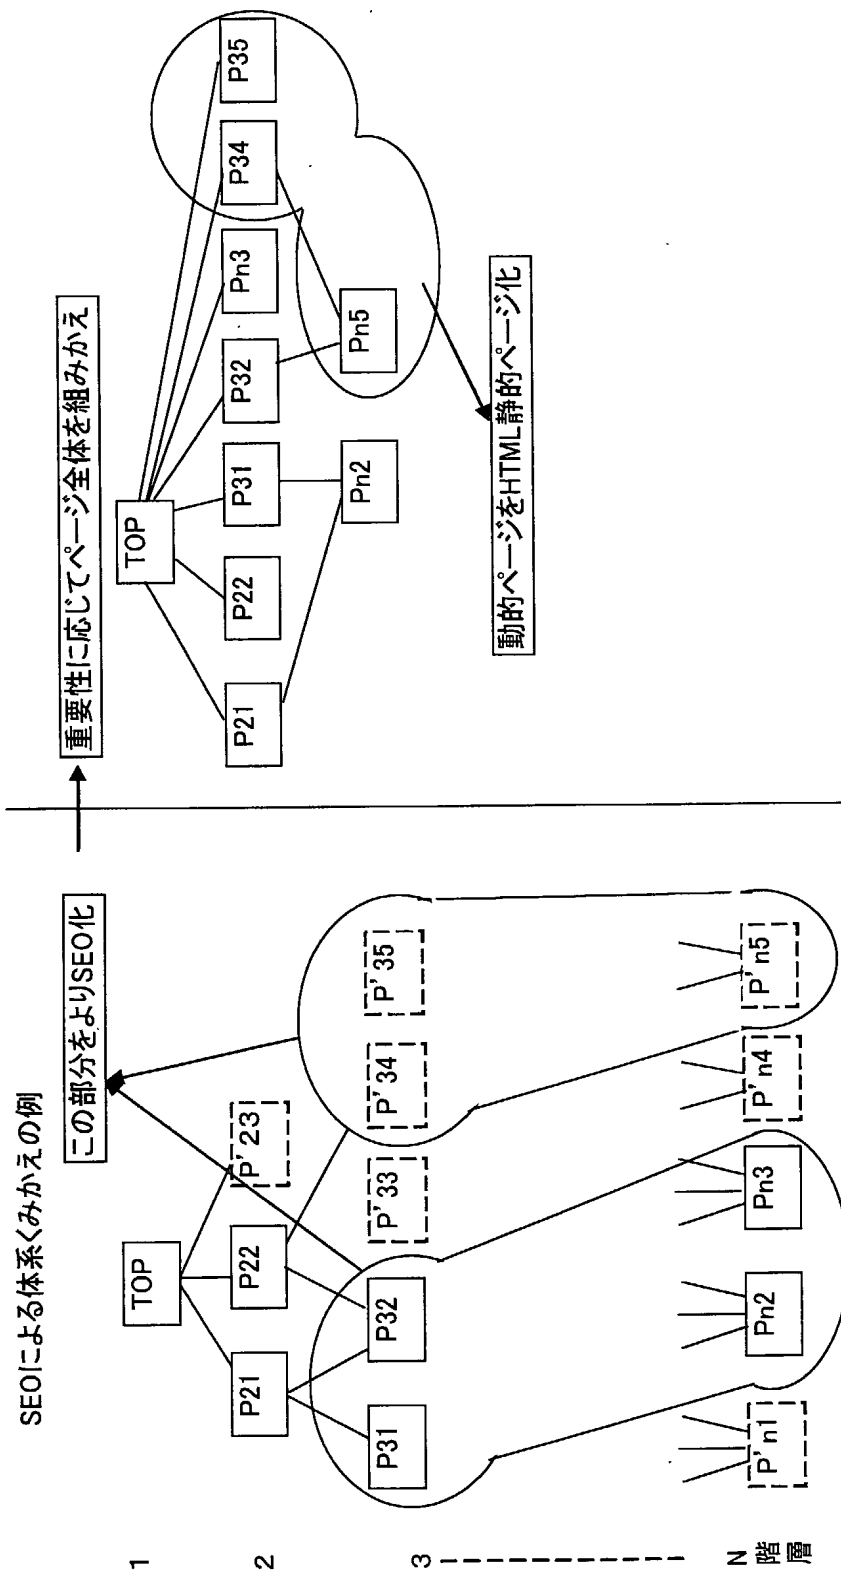 SEOによる体系くみかえの例
この部分をよりSEO化
1
TOP
2
P21
P22
P'23
3
P31
P32
P'33
P'34
P'35
N
階
層
P'n1
Pn2
Pn3
P'n4
P'n5
重要性に応じてページ全体を組みかえ
TOP
P21
P22
P31
P32
Pn3
P34
P35
Pn2
Pn5
動的ページをHTML静的ページ化